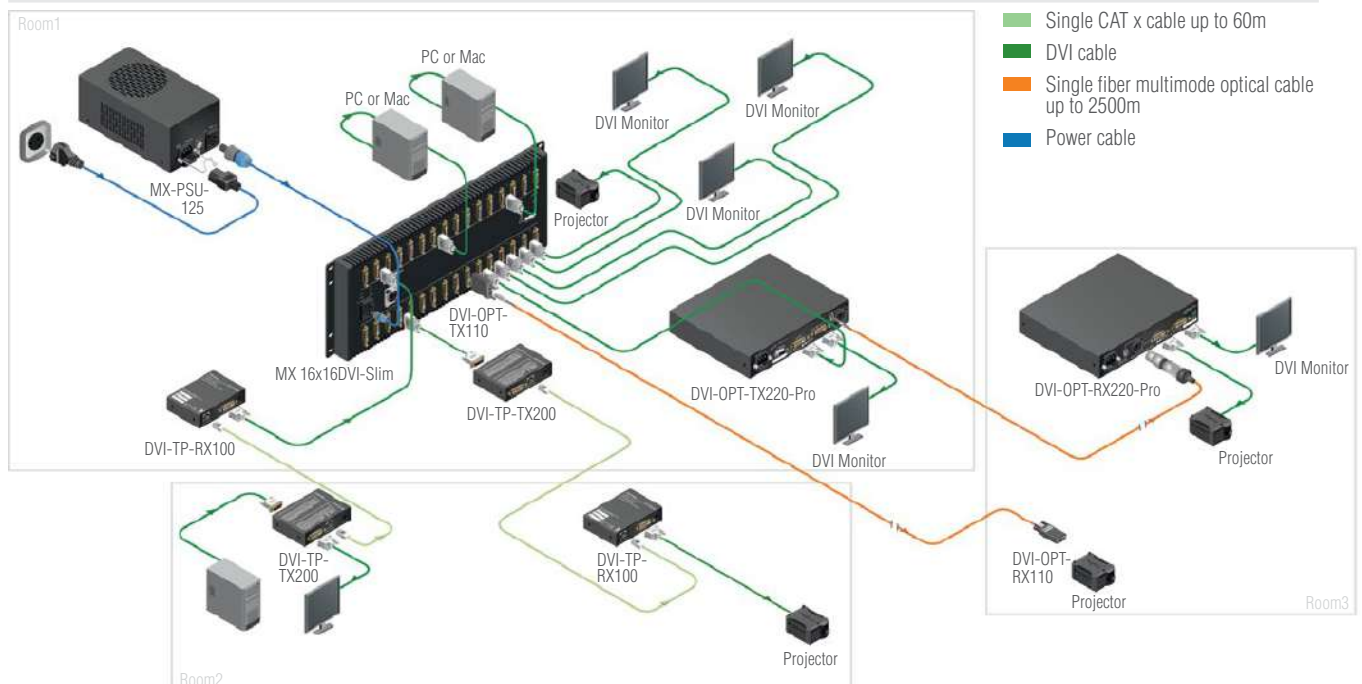 Room1
Single CAT x cable up to 60m
DVI cable
Single fiber multimode optical cable
up to 2500m
Power cable
PC or Mac
PC or Mac
DVI Monitor
DVI Monitor
DVI Monitor
Projector
MX-PSU-
125
DVI-OPT-
TX110
MX 16x16DVI-Slim
DVI-TP-TX200
DVI-OPT-TX220-Pro
DVI-OPT-RX220-Pro
DVI Monitor
DVI-TP-RX100
DVI Monitor
Projector
DVI-TP-
TX200
DVI-TP-
RX100
DVI-OPT-
RX110
Projector
Room3
Projector
Room2